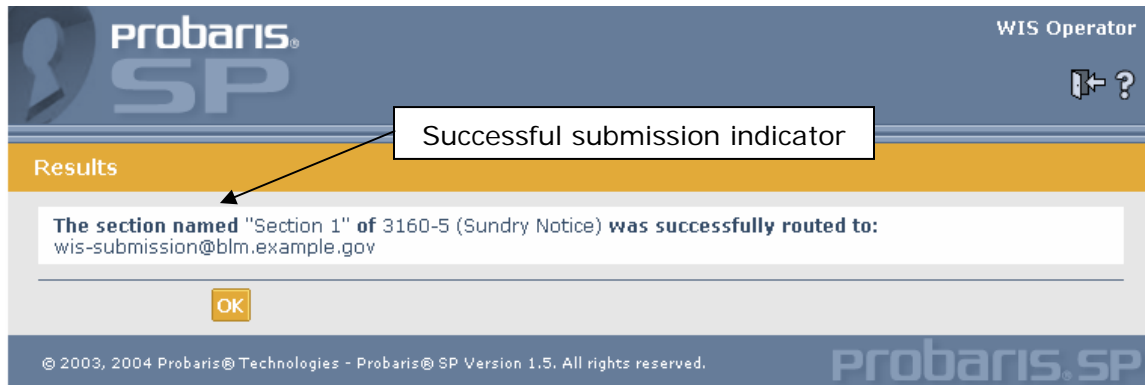 probaris®
SP
WIS Operator
?
Successful submission indicator
Results
The section named "Section 1" of 3160-5 (Sundry Notice) was successfully routed to:
wis-submission@blm.example.gov
OK
© 2003, 2004 Probaris® Technologies - Probaris® SP Version 1.5. All rights reserved.
probaris.SP